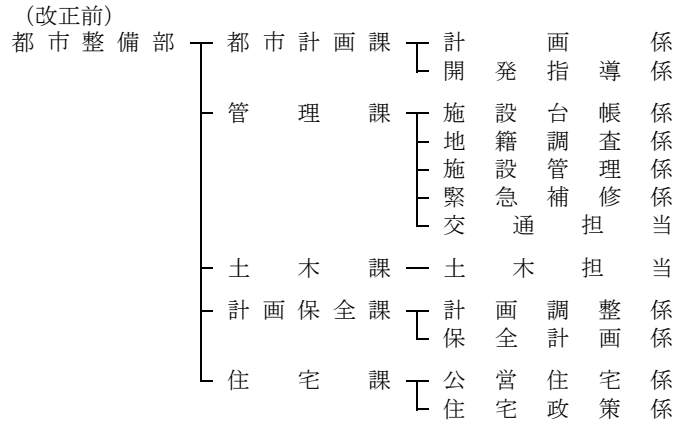 （改正前）
都市整備部 都市計画課 計画係
開発指導係
管理課 施設台帳係
地籍調査係
施設管理係
緊急補修係
交通担当
土木課 土木担当
計画保全課 計画調整係
保全計画係
住宅課 公営住宅係
住宅政策係